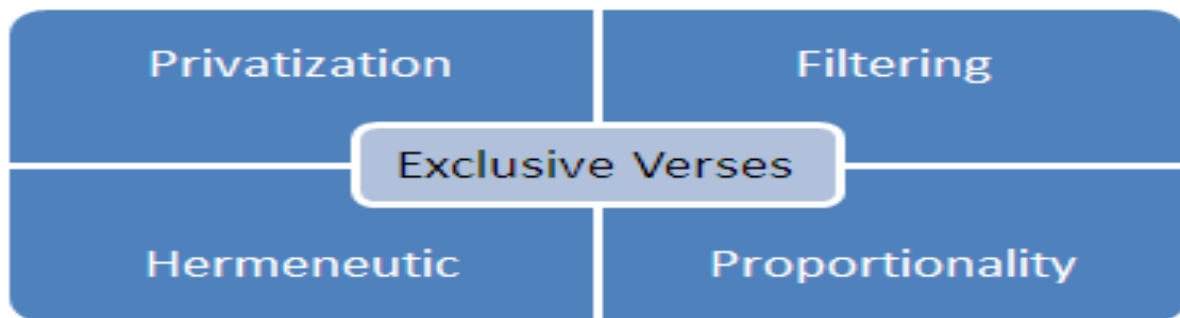 Privatization
Filtering
Exclusive Verses
Hermeneutic
Proportionality